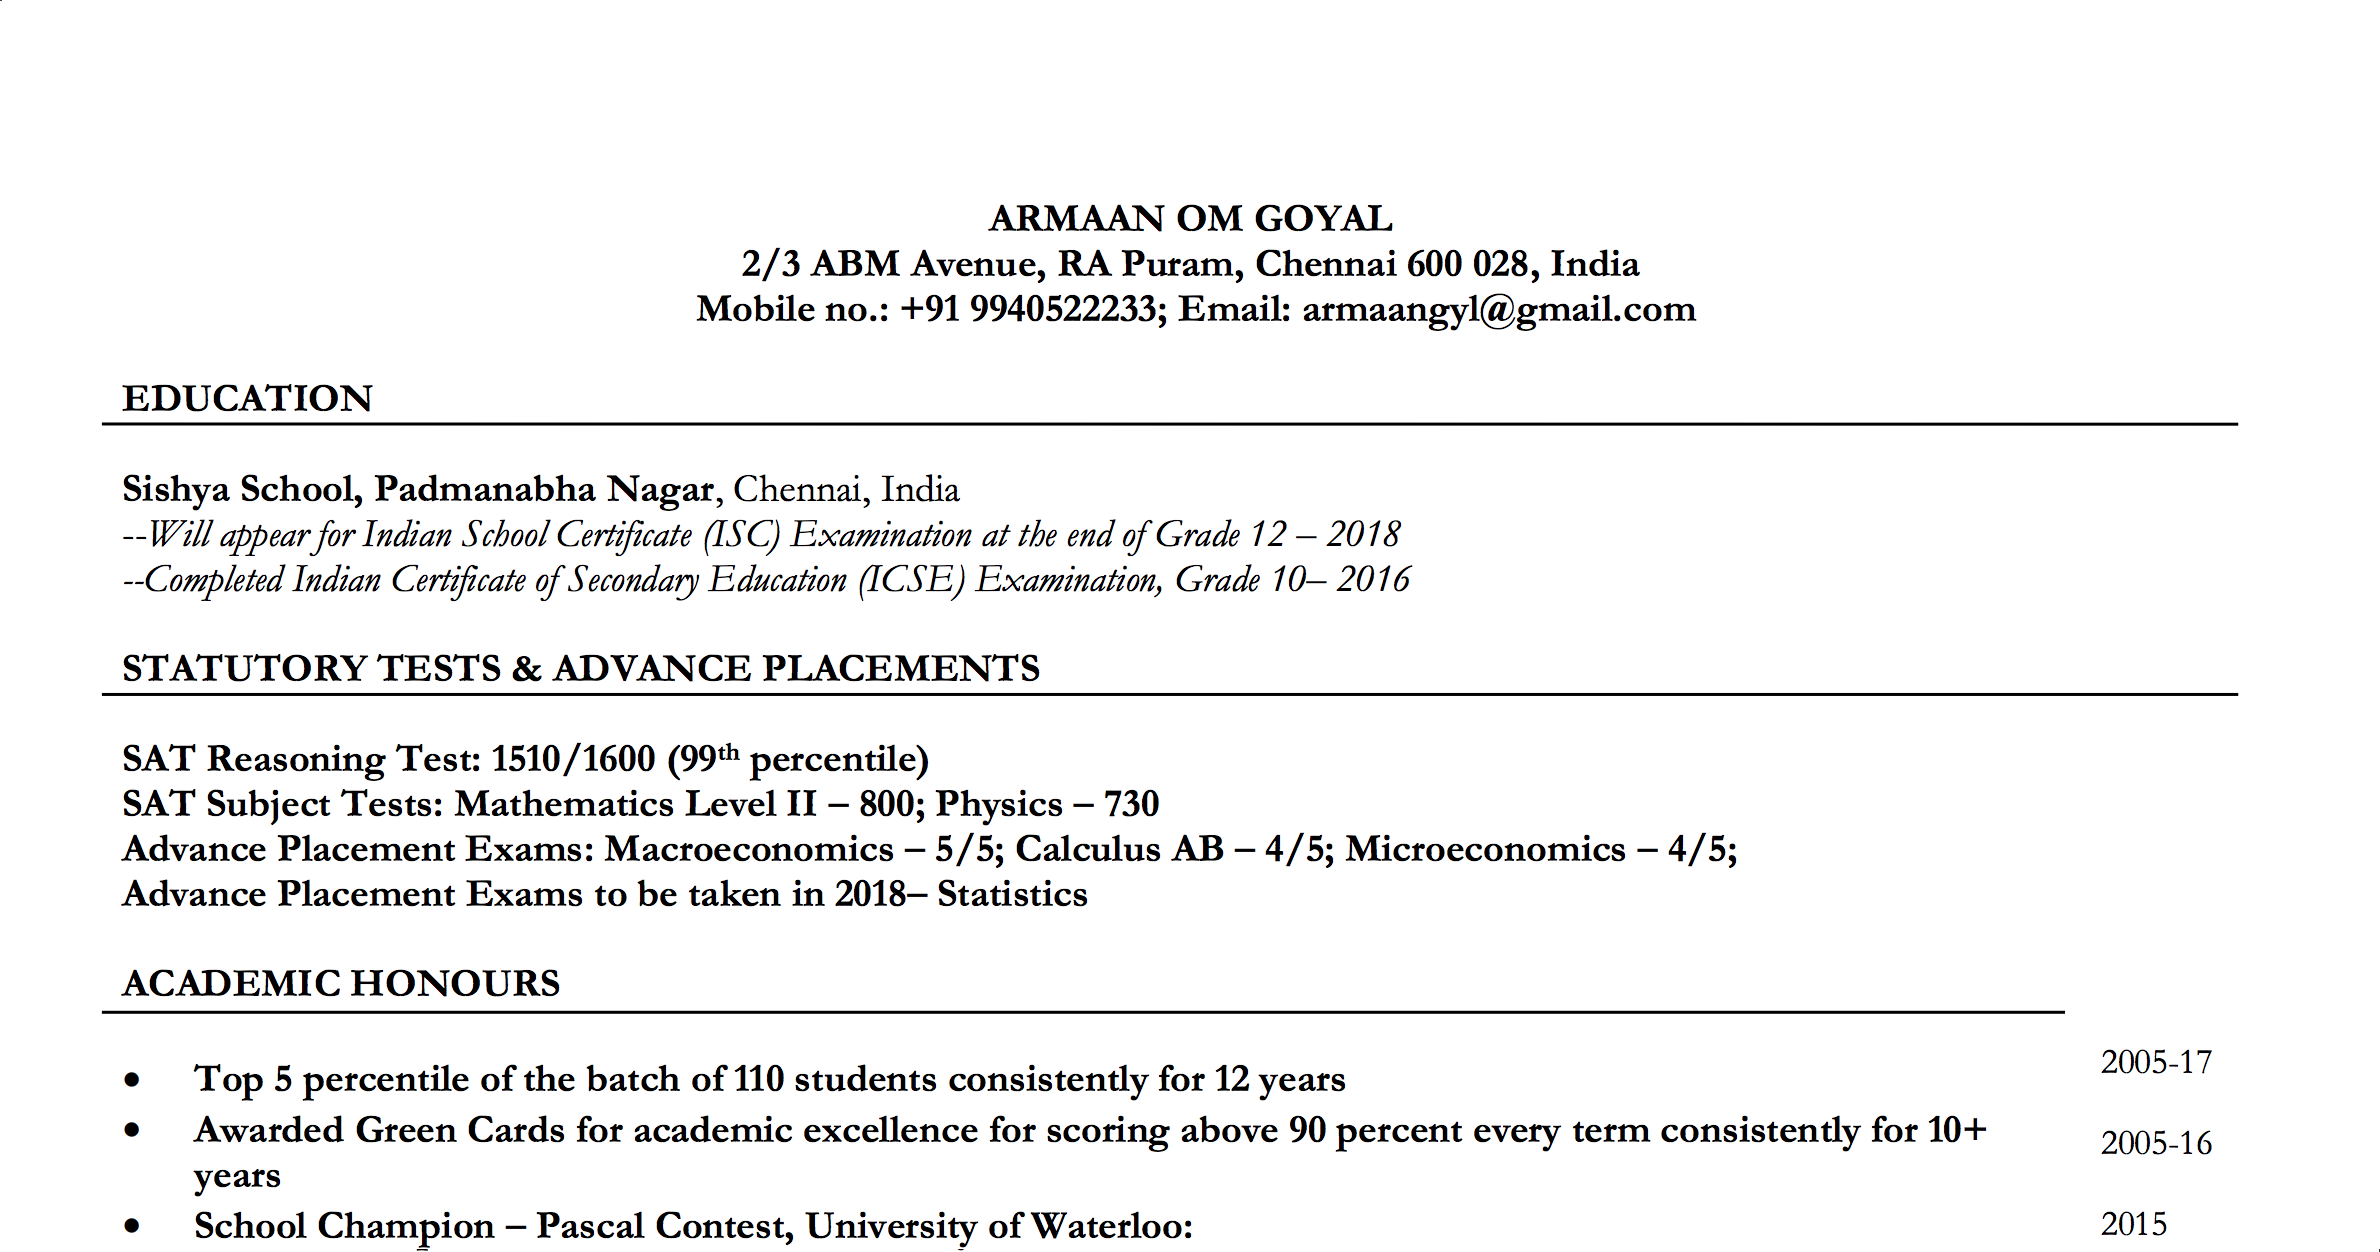 ARMAAN OM GOYAL
2/3 ABM Avenue, RA Puram, Chennai 600 028, India
Mobile no.: +91 9940522233; Email: armaangyl@gmail.com
EDUCATION
Sishya School, Padmanabha Nagar, Chennai, India
--Will appear for Indian School Certificate (ISC) Examination at the end of Grade 12 – 2018
--Completed Indian Certificate of Secondary Education (ICSE) Examination, Grade 10– 2016
STATUTORY TESTS & ADVANCE PLACEMENTS
SAT Reasoning Test: 1510/1600 (99th percentile)
SAT Subject Tests: Mathematics Level II – 800; Physics – 730
Advance Placement Exams: Macroeconomics – 5/5; Calculus AB – 4/5; Microeconomics – 4/5;
Advance Placement Exams to be taken in 2018– Statistics
ACADEMIC HONOURS
• Top 5 percentile of the batch of 110 students consistently for 12 years 2005-17
• Awarded Green Cards for academic excellence for scoring above 90 percent every term consistently for 10+ 2005-16
years
• School Champion – Pascal Contest, University of Waterloo: 2015